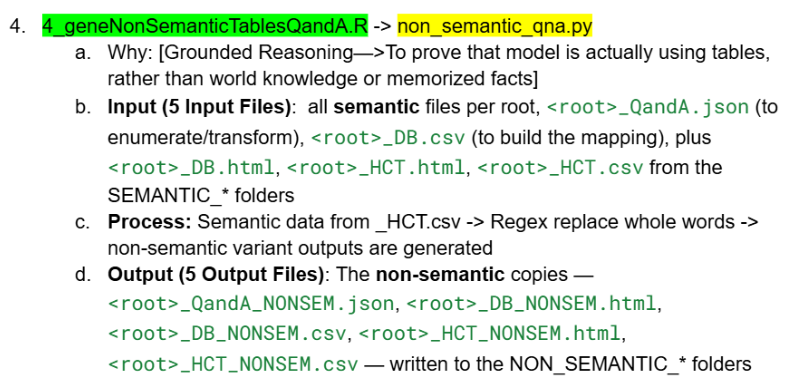 4. 4_geneNonSemanticTablesQandA.R -> non_semantic_qna.py
a. Why: [Grounded Reasoning—>To prove that model is actually using tables,
rather than world knowledge or memorized facts]
b. Input (5 Input Files): all semantic files per root, <root>_QandA.json (to
enumerate/transform), <root>_DB.csv (to build the mapping), plus
<root>_DB.html, <root>_HCT.html, <root>_HCT.csv from the
SEMANTIC_* folders
c. Process: Semantic data from _HCT.csv -> Regex replace whole words ->
non-semantic variant outputs are generated
d. Output (5 Output Files): The non-semantic copies —
<root>_QandA_NONSEM.json, <root>_DB_NONSEM.html,
<root>_DB_NONSEM.csv, <root>_HCT_NONSEM.html,
<root>_HCT_NONSEM.csv — written to the NON_SEMANTIC_* folders